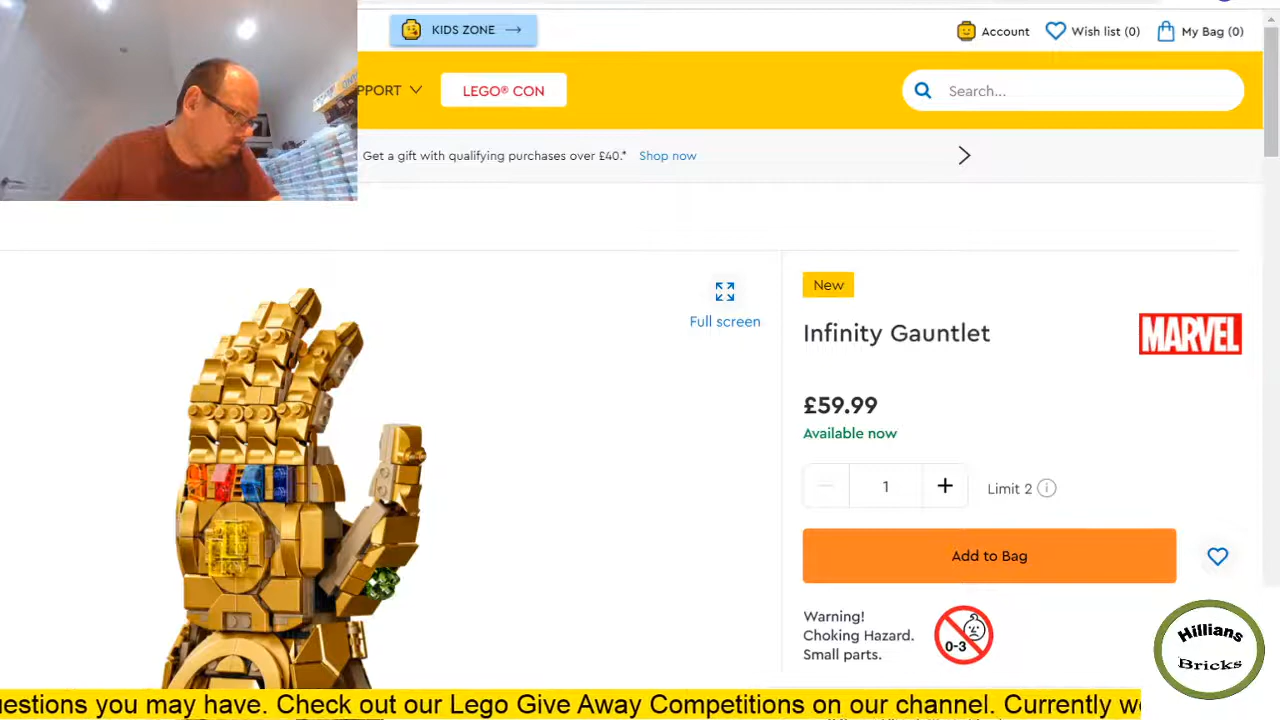 KIDS ZONE → Account Wish list (0) My Bag (0)
PPORT LEGO® CON Search...
Get a gift with qualifying purchases over £40.* Shop now
New
Full screen
Infinity Gauntlet MARVEL
£59.99
Available now
1 Limit 2
Add to Bag
Warning!
Choking Hazard.
Small parts.
0-3
Hillians
Bricks
uestions you may have. Check out our Lego Give Away Competitions on our channel. Currently w